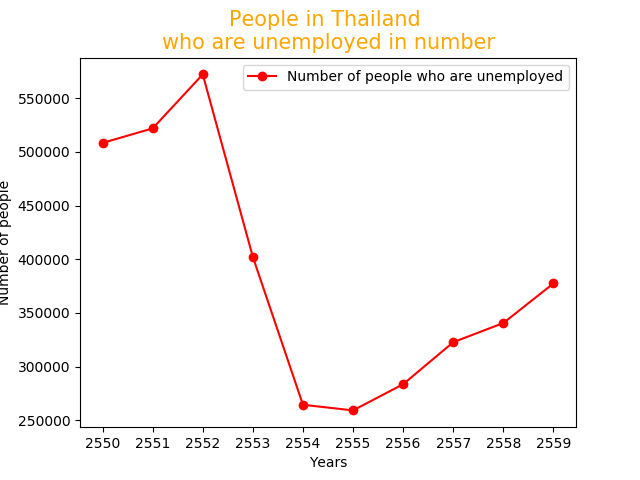 People in Thailand
who are unemployed in number
Number of people who are unemployed
550000
500000
450000
400000
350000
300000
250000
Number of people
2550 2551 2552 2553 2554 2555 2556 2557 2558 2559
Years